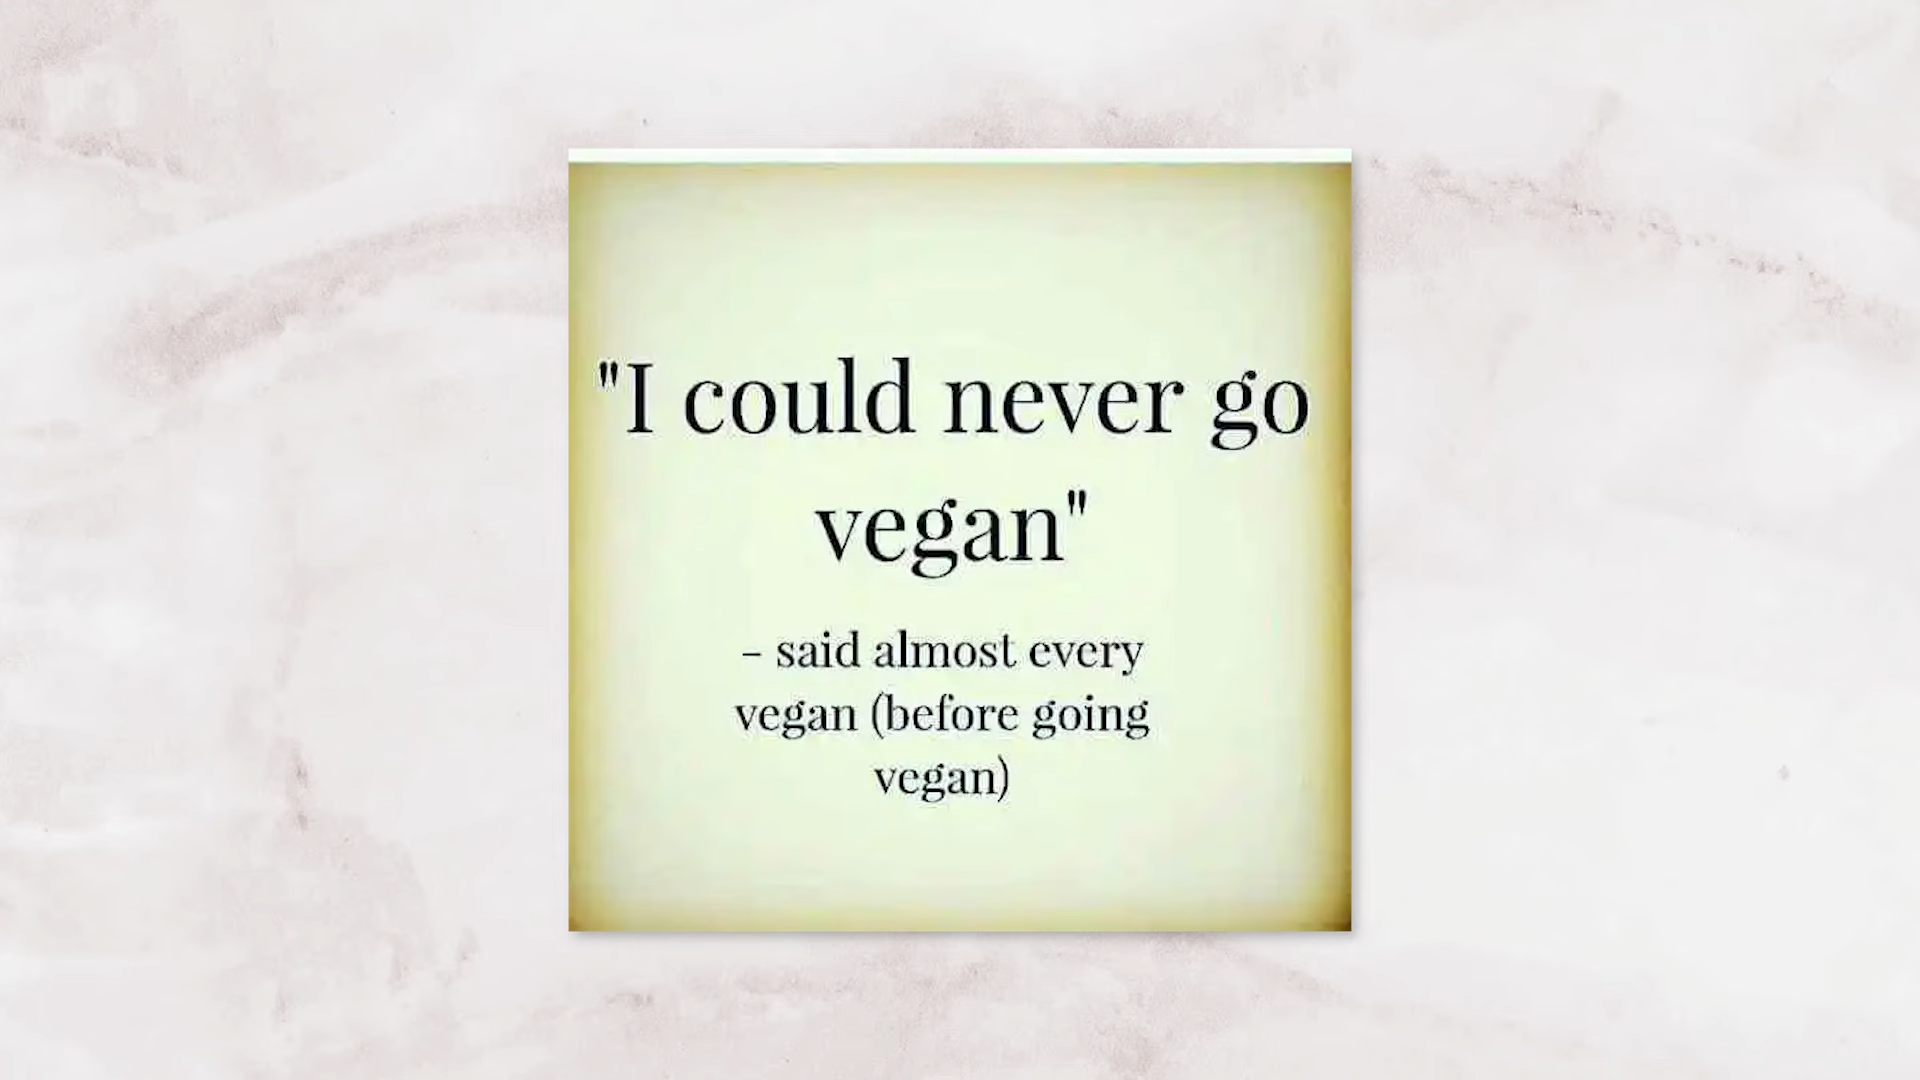 "I could never go
vegan"
– said almost every
vegan (before going
vegan)